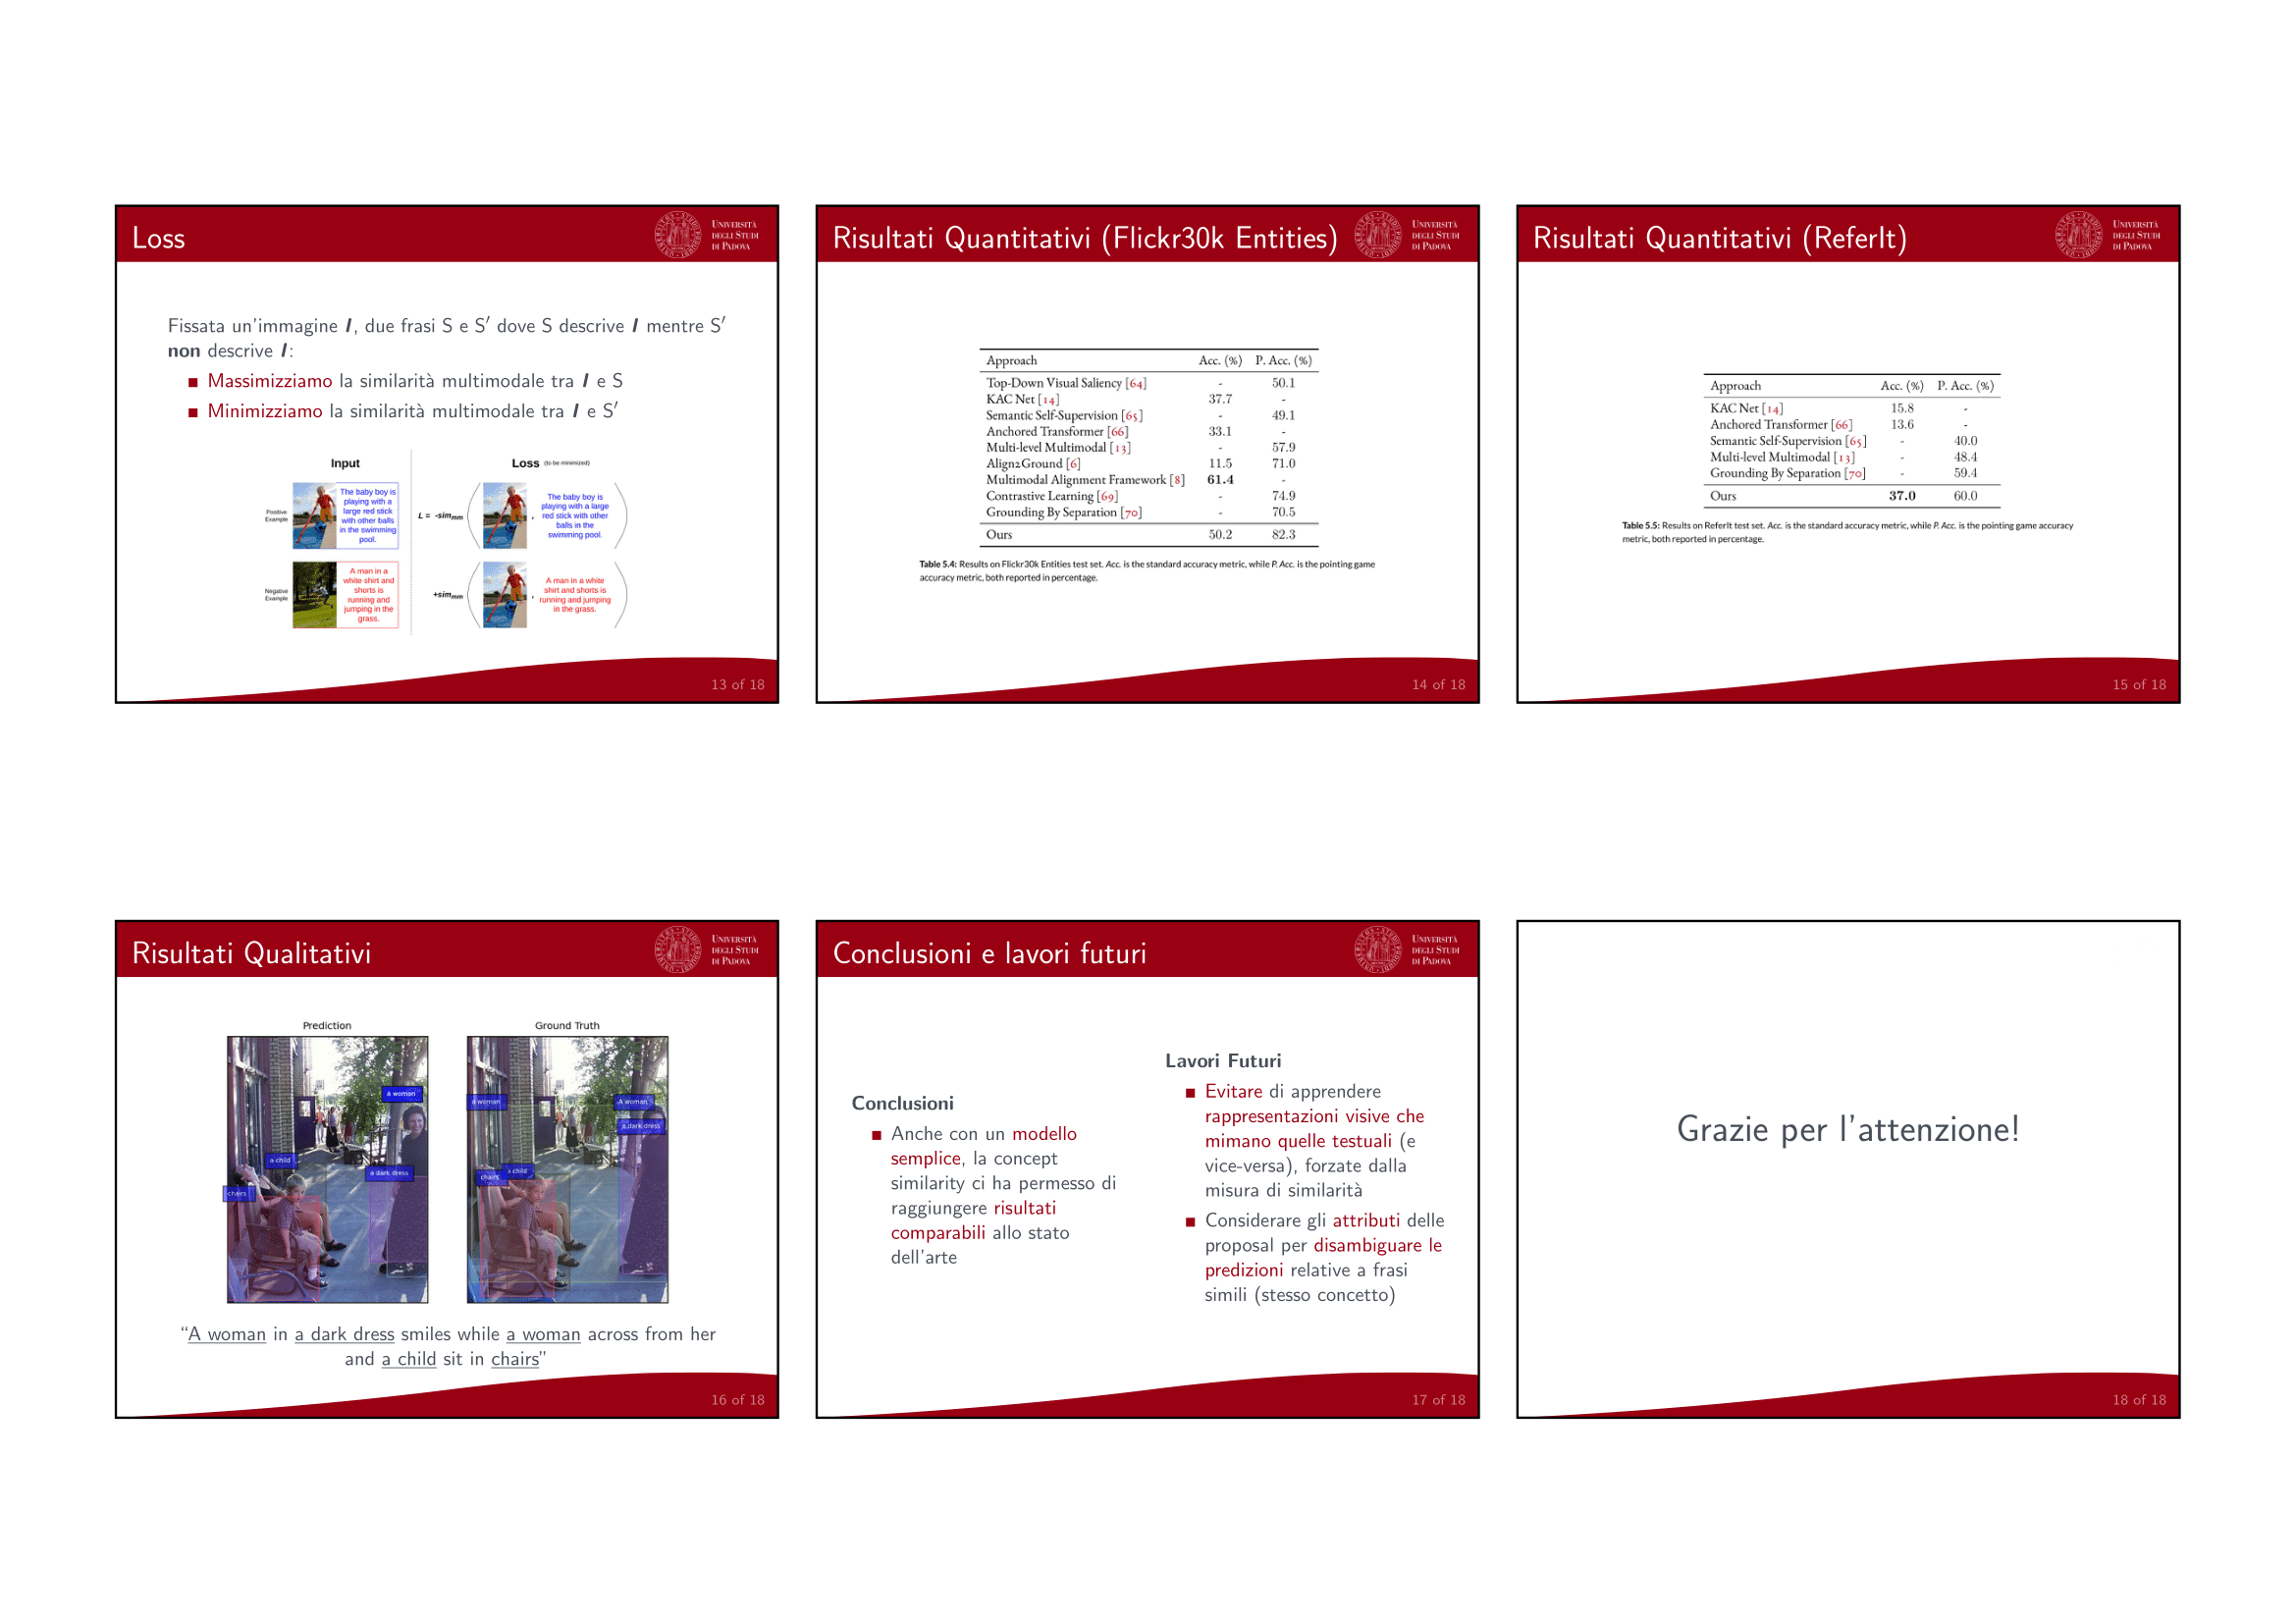 Loss
UNIVERSITÀ
DEGLI STUDI
DI PADOVA
Fissata un'immagine I, due frasi S e S′ dove S descrive I mentre S′
non descrive I:
■ Massimizziamo la similarità multimodale tra I e S
■ Minimizziamo la similarità multimodale tra I e S′
Input
Loss (to be minimized)
Positive
Example
The baby boy is
playing with a
large red stick
with other balls
in the swimming
pool.
L = -sim_mm
,
The baby boy is
playing with a large
red stick with other
balls in the
swimming pool.
Negative
Example
A man in a
white shirt and
shorts is
running and
jumping in the
grass.
+sim_mm
,
A man in a white
shirt and shorts is
running and jumping
in the grass.
13 of 18
Risultati Quantitativi (Flickr30k Entities)
UNIVERSITÀ
DEGLI STUDI
DI PADOVA
Approach Acc. (%) P. Acc. (%)
Top-Down Visual Saliency [64] - 50.1
KAC Net [14] 37.7 -
Semantic Self-Supervision [65] - 49.1
Anchored Transformer [66] 33.1 -
Multi-level Multimodal [13] - 57.9
Align2Ground [6] 11.5 71.0
Multimodal Alignment Framework [8] 61.4 -
Contrastive Learning [69] - 74.9
Grounding By Separation [70] - 70.5
Ours 50.2 82.3
Table 5.4: Results on Flickr30k Entities test set. Acc. is the standard accuracy metric, while P. Acc. is the pointing game
accuracy metric, both reported in percentage.
14 of 18
Risultati Quantitativi (ReferIt)
UNIVERSITÀ
DEGLI STUDI
DI PADOVA
Approach Acc. (%) P. Acc. (%)
KAC Net [14] 15.8 -
Anchored Transformer [66] 13.6 -
Semantic Self-Supervision [65] - 40.0
Multi-level Multimodal [13] - 48.4
Grounding By Separation [70] - 59.4
Ours 37.0 60.0
Table 5.5: Results on ReferIt test set. Acc. is the standard accuracy metric, while P. Acc. is the pointing game accuracy
metric, both reported in percentage.
15 of 18
Risultati Qualitativi
UNIVERSITÀ
DEGLI STUDI
DI PADOVA
Prediction
a woman
a child
a dark dress
chairs
Ground Truth
a woman
A woman
a dark dress
a child
chairs
“A woman in a dark dress smiles while a woman across from her
and a child sit in chairs”
16 of 18
Conclusioni e lavori futuri
UNIVERSITÀ
DEGLI STUDI
DI PADOVA
Conclusioni
■ Anche con un modello
semplice, la concept
similarity ci ha permesso di
raggiungere risultati
comparabili allo stato
dell'arte
Lavori Futuri
■ Evitare di apprendere
rappresentazioni visive che
mimano quelle testuali (e
vice-versa), forzate dalla
misura di similarità
■ Considerare gli attributi delle
proposal per disambiguare le
predizioni relative a frasi
simili (stesso concetto)
17 of 18
Grazie per l'attenzione!
18 of 18